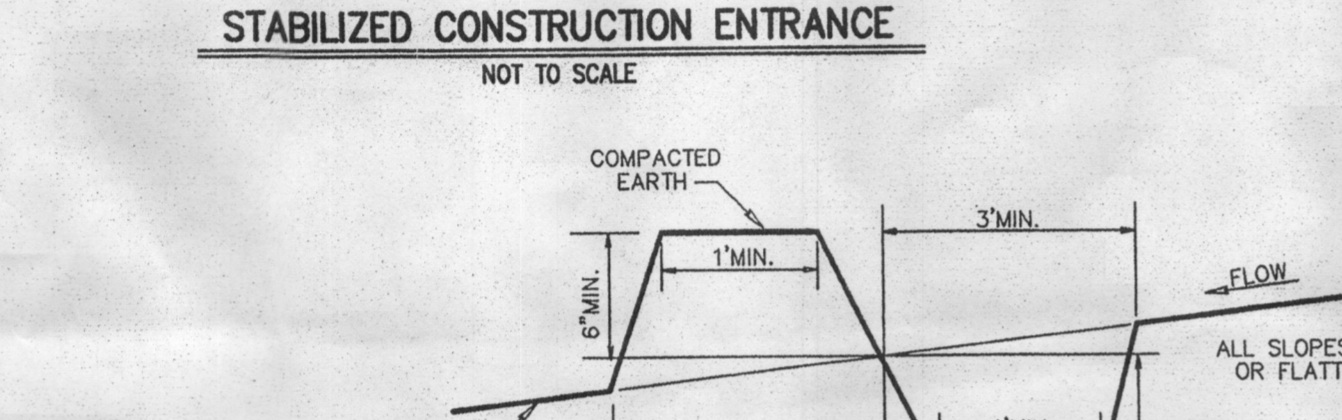 STABILIZED CONSTRUCTION ENTRANCE
NOT TO SCALE
COMPACTED
EARTH
3'MIN.
1'MIN.
6"MIN.
FLOW
ALL SLOPES
OR FLATT